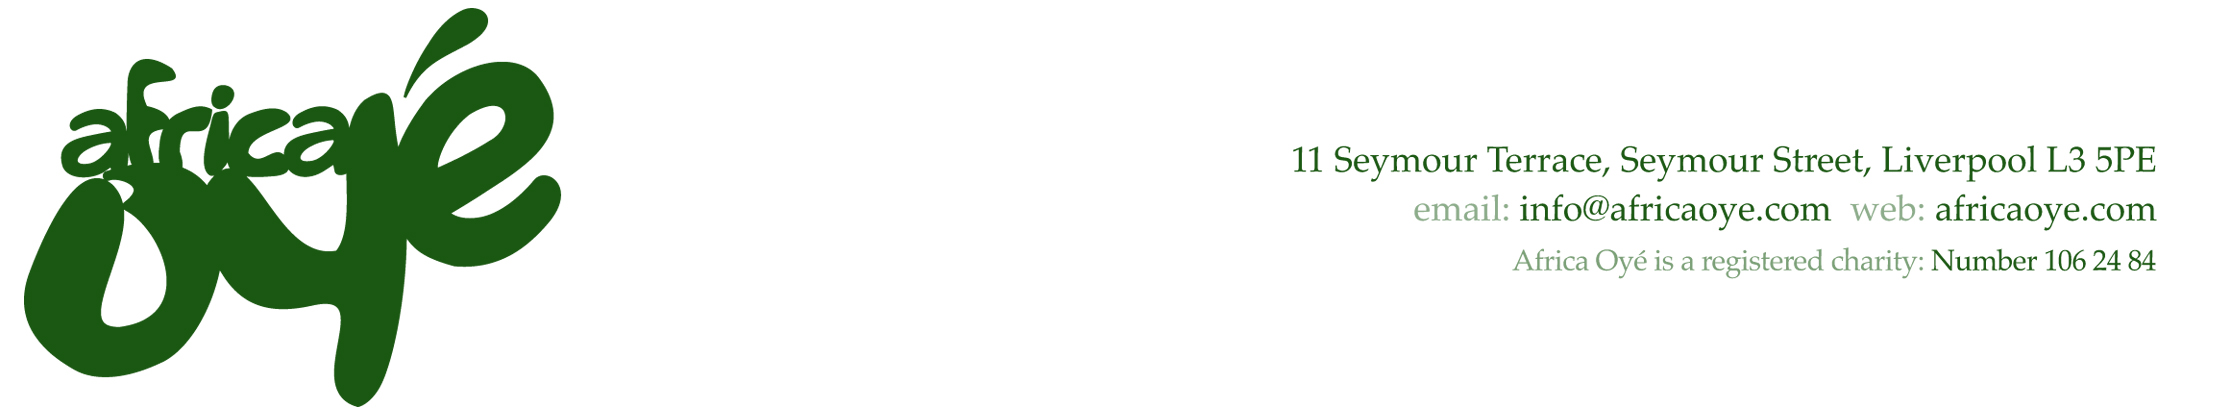 africa
oyé
11 Seymour Terrace, Seymour Street, Liverpool L3 5PE
email: info@africaoye.com web: africaoye.com
Africa Oyé is a registered charity: Number 106 24 84